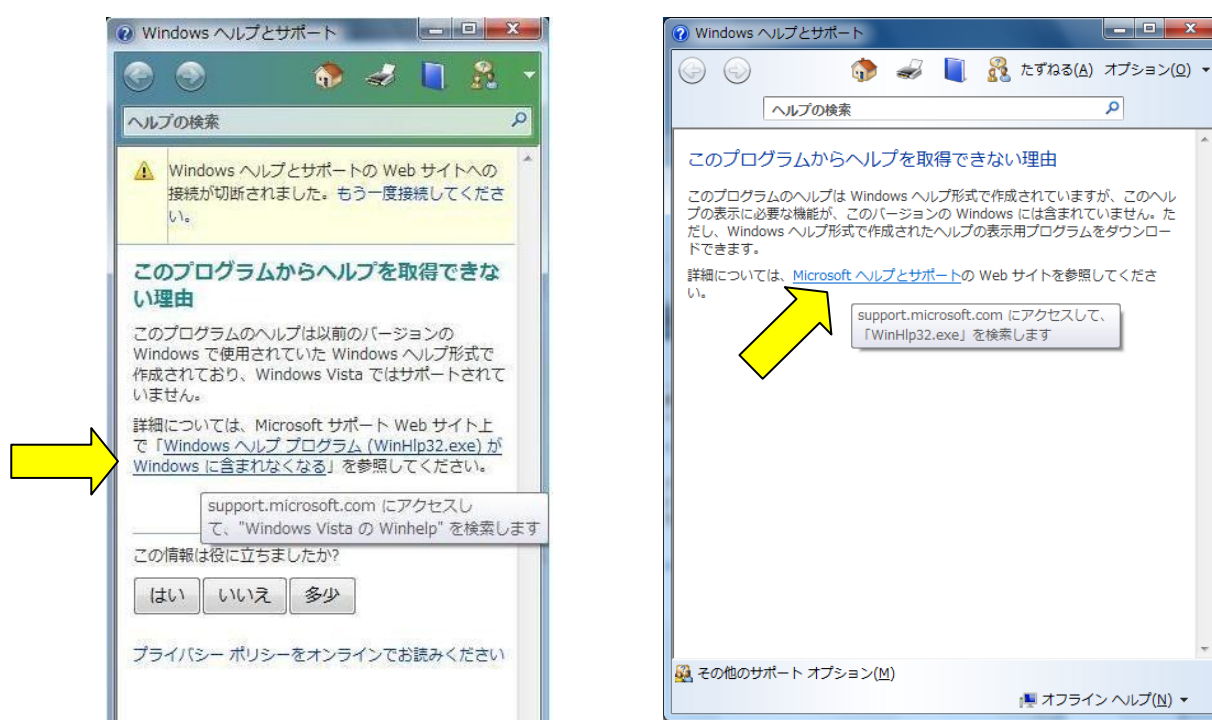 Windows ヘルプとサポート
ヘルプの検索
Windows ヘルプとサポートの Web サイトへの
接続が切断されました。もう一度接続してくださ
い。
このプログラムからヘルプを取得できな
い理由
このプログラムのヘルプは以前のバージョンの
Windows で使用されていた Windows ヘルプ形式で
作成されており、Windows Vista ではサポートされて
いません。
詳細については、Microsoft サポート Web サイト上
で「Windows ヘルプ プログラム (WinHlp32.exe) が
Windows に含まれなくなる」を参照してください。
support.microsoft.com にアクセスし
て、"Windows Vista の Winhelp" を検索します
この情報は役に立ちましたか?
はい いいえ 多少
プライバシー ポリシーをオンラインでお読みください
Windows ヘルプとサポート
たずねる(A) オプション(O)
ヘルプの検索
このプログラムからヘルプを取得できない理由
このプログラムのヘルプは Windows ヘルプ形式で作成されていますが、このヘル
プの表示に必要な機能が、このバージョンの Windows には含まれていません。た
だし、Windows ヘルプ形式で作成されたヘルプの表示用プログラムをダウンロー
ドできます。
詳細については、Microsoft ヘルプとサポートの Web サイトを参照してくださ
い。
support.microsoft.com にアクセスして、
「WinHlp32.exe」を検索します
その他のサポート オプション(M)
オフライン ヘルプ(N)